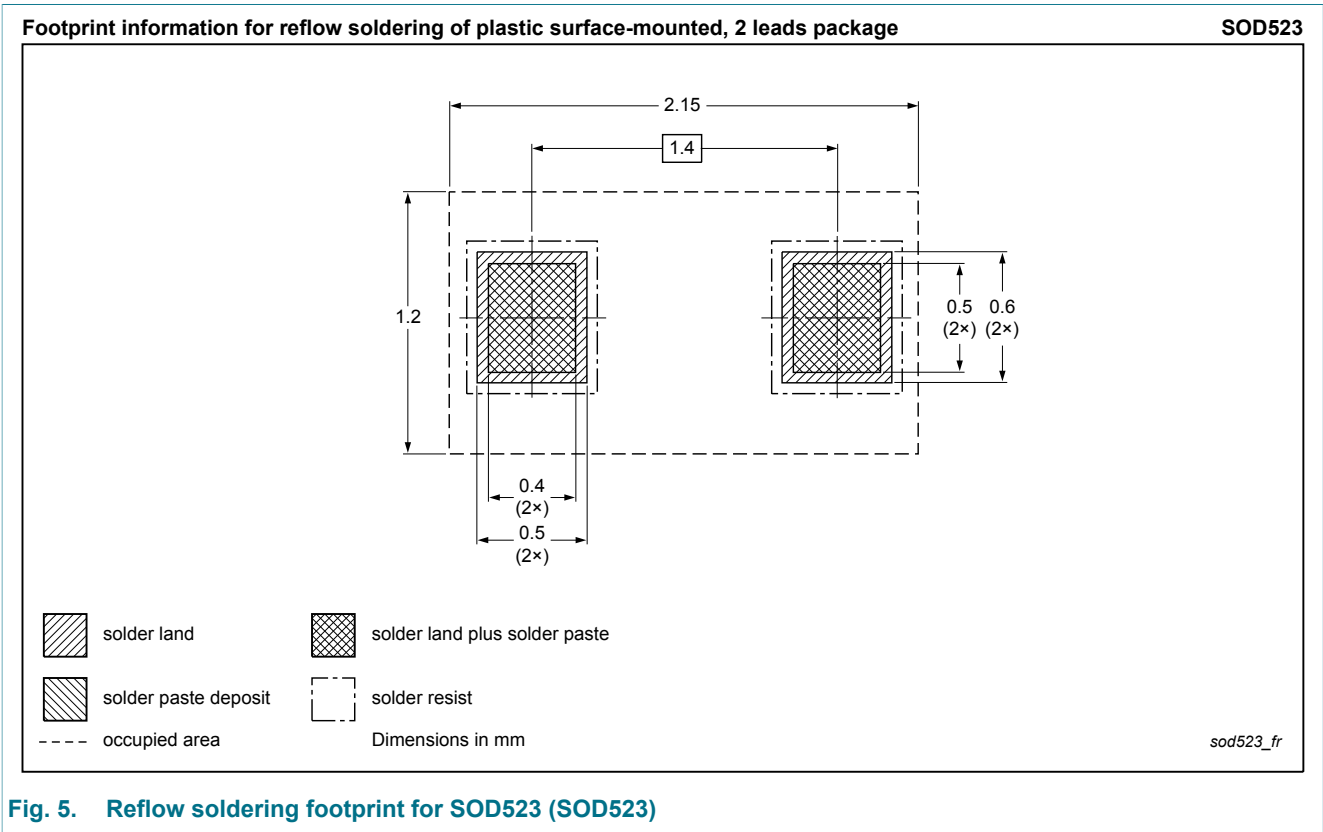 Footprint information for reflow soldering of plastic surface-mounted, 2 leads package SOD523
2.15
1.4
1.2
0.5 0.6
(2×) (2×)
0.4
(2×)
0.5
(2×)
solder land solder land plus solder paste
solder paste deposit solder resist
occupied area Dimensions in mm
sod523_fr
Fig. 5. Reflow soldering footprint for SOD523 (SOD523)